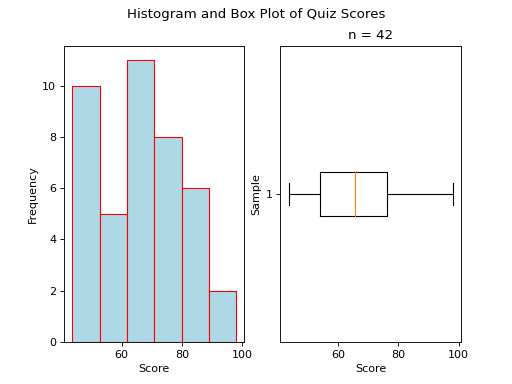 Histogram and Box Plot of Quiz Scores
n = 42
Frequency
10
8
6
4
2
0
60 80 100
Score
Sample
1
60 80 100
Score